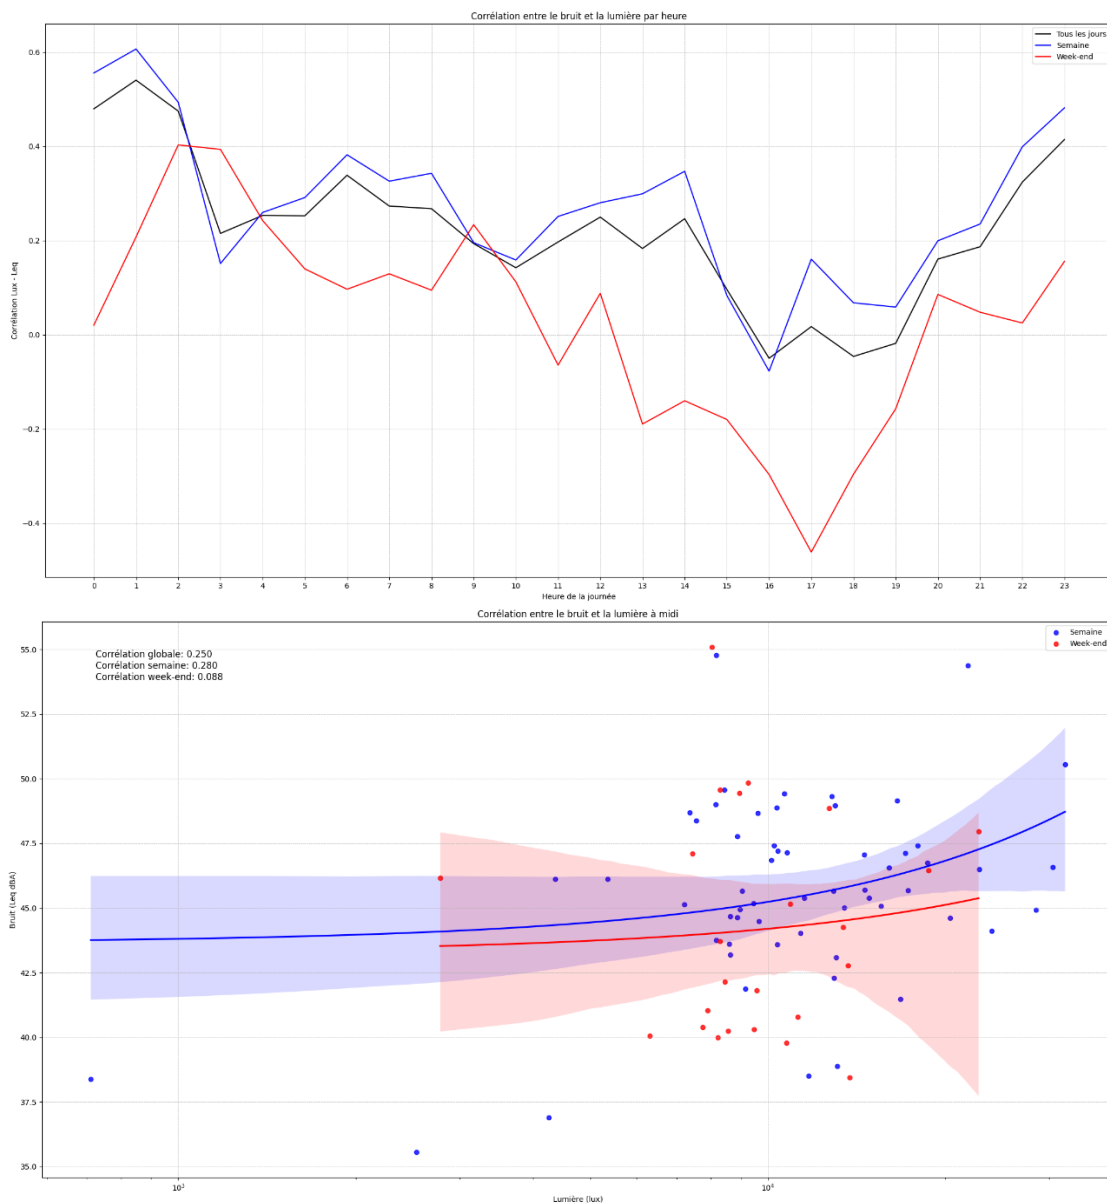 Corrélation entre le bruit et la lumière par heure
Tous les jours
Semaine
Week-end
Corrélation Lux - Leq
0.6
0.4
0.2
0.0
−0.2
−0.4
0 1 2 3 4 5 6 7 8 9 10 11 12 13 14 15 16 17 18 19 20 21 22 23
Heure de la journée
Corrélation entre le bruit et la lumière à midi
Corrélation globale: 0.250
Corrélation semaine: 0.280
Corrélation week-end: 0.088
Semaine
Week-end
Bruit (Leq dBA)
55.0
52.5
50.0
47.5
45.0
42.5
40.0
37.5
35.0
10³ 10⁴
Lumière (lux)